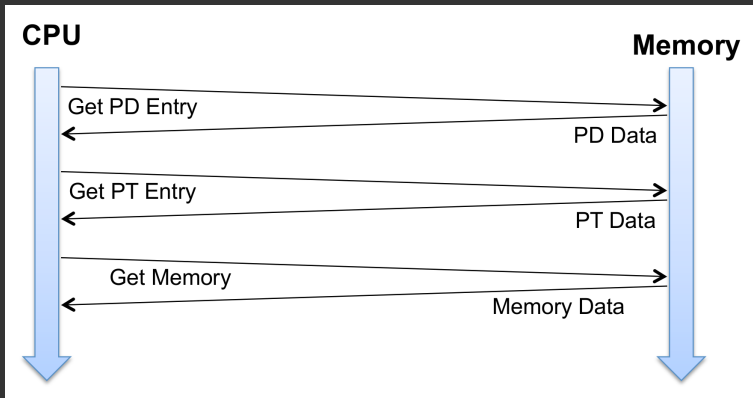 CPU
Memory
Get PD Entry
PD Data
Get PT Entry
PT Data
Get Memory
Memory Data